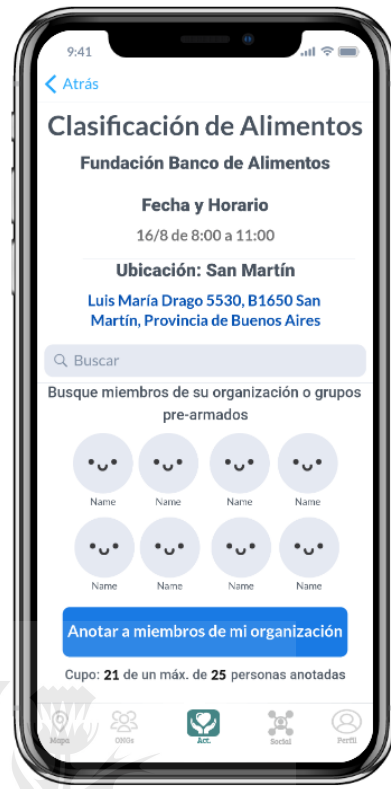 9:41
Atrás
Clasificación de Alimentos
Fundación Banco de Alimentos
Fecha y Horario
16/8 de 8:00 a 11:00
Ubicación: San Martín
Luis María Drago 5530, B1650 San
Martín, Provincia de Buenos Aires
Buscar
Busque miembros de su organización o grupos
pre-armados
Name Name Name Name
Name Name Name Name
Anotar a miembros de mi organización
Cupo: 21 de un máx. de 25 personas anotadas
Mapa ONGs Act. Social Perfil